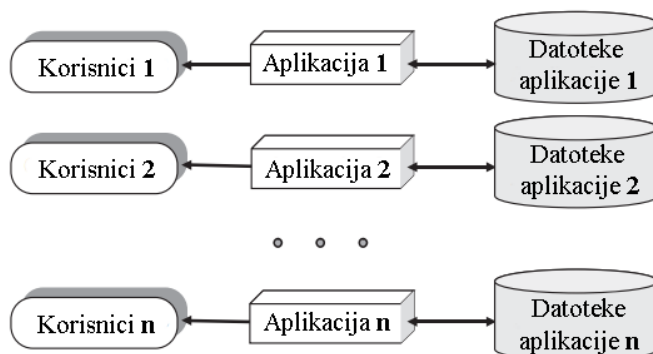 Korisnici 1
Aplikacija 1
Datoteke
aplikacije 1
Korisnici 2
Aplikacija 2
Datoteke
aplikacije 2
Korisnici n
Aplikacija n
Datoteke
aplikacije n